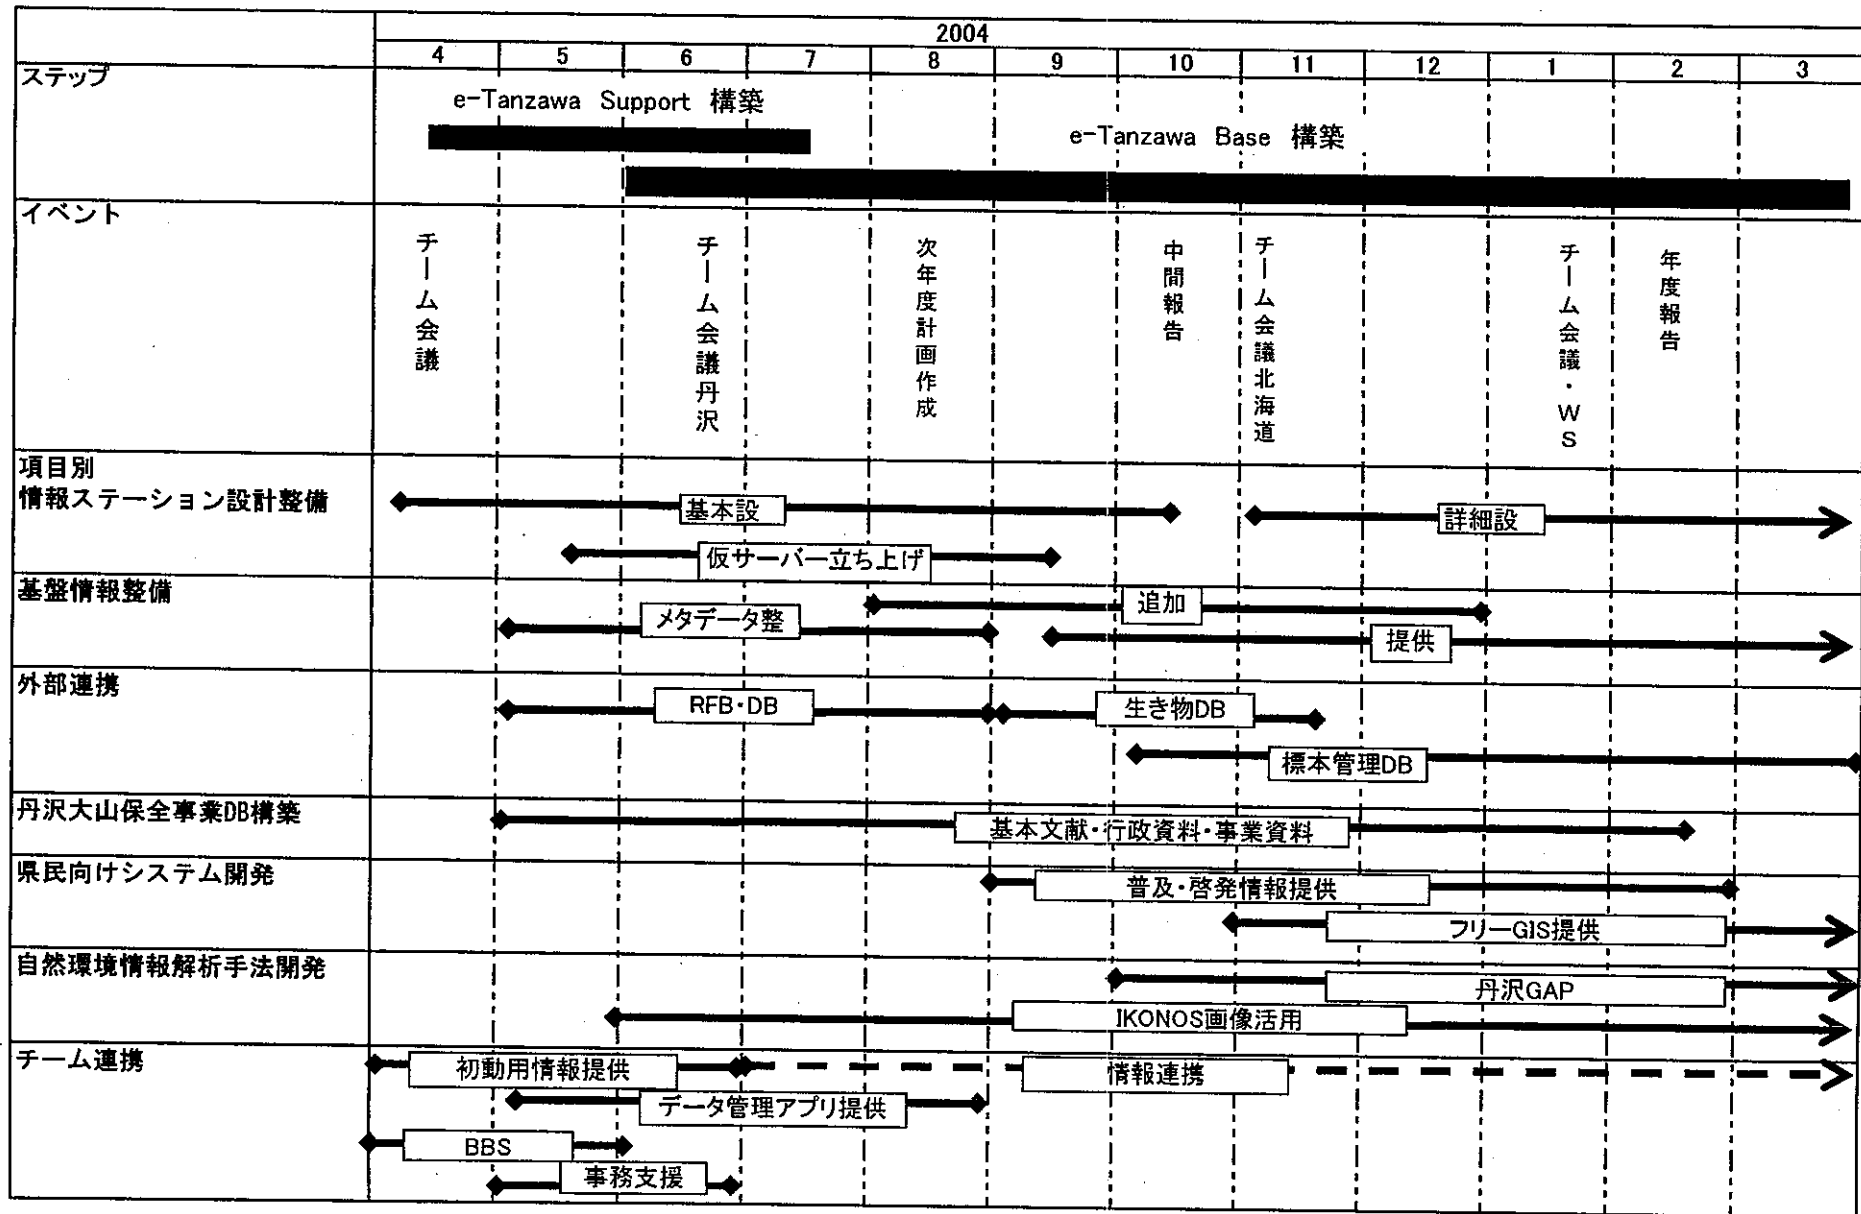 2004
4 5 6 7 8 9 10 11 12 1 2 3
ステップ
e-Tanzawa Support 構築
e-Tanzawa Base 構築
イベント
チーム会議
チーム会議丹沢
次年度計画作成
中間報告
チーム会議北海道
チーム会議・WS
年度報告
項目別
情報ステーション設計整備
基本設
詳細設
仮サーバー立ち上げ
基盤情報整備
追加
メタデータ整
提供
外部連携
RFB・DB
生き物DB
標本管理DB
丹沢大山保全事業DB構築
基本文献・行政資料・事業資料
県民向けシステム開発
普及・啓発情報提供
フリーGIS提供
自然環境情報解析手法開発
丹沢GAP
IKONOS画像活用
チーム連携
初動用情報提供
情報連携
データ管理アプリ提供
BBS
事務支援